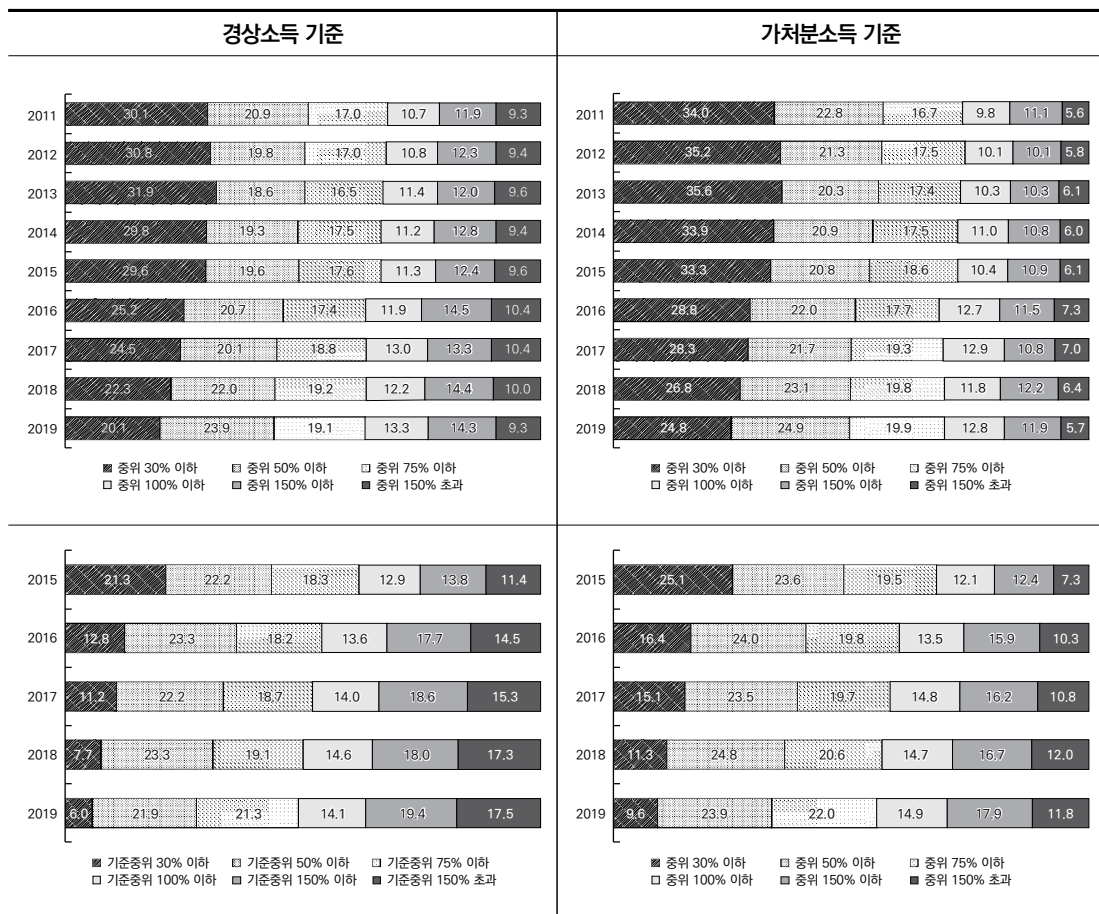 경상소득 기준
가처분소득 기준
2011 30.1 20.9 17.0 10.7 11.9 9.3
2012 30.8 19.8 17.0 10.8 12.3 9.4
2013 31.9 18.6 16.5 11.4 12.0 9.6
2014 29.8 19.3 17.5 11.2 12.8 9.4
2015 29.6 19.6 17.6 11.3 12.4 9.6
2016 25.2 20.7 17.4 11.9 14.5 10.4
2017 24.5 20.1 18.8 13.0 13.3 10.4
2018 22.3 22.0 19.2 12.2 14.4 10.0
2019 20.1 23.9 19.1 13.3 14.3 9.3
중위 30% 이하 중위 50% 이하 중위 75% 이하
중위 100% 이하 중위 150% 이하 중위 150% 초과
2011 34.0 22.8 16.7 9.8 11.1 5.6
2012 35.2 21.3 17.5 10.1 10.1 5.8
2013 35.6 20.3 17.4 10.3 10.3 6.1
2014 33.9 20.9 17.5 11.0 10.8 6.0
2015 33.3 20.8 18.6 10.4 10.9 6.1
2016 28.8 22.0 17.7 12.7 11.5 7.3
2017 28.3 21.7 19.3 12.9 10.8 7.0
2018 26.8 23.1 19.8 11.8 12.2 6.4
2019 24.8 24.9 19.9 12.8 11.9 5.7
중위 30% 이하 중위 50% 이하 중위 75% 이하
중위 100% 이하 중위 150% 이하 중위 150% 초과
2015 21.3 22.2 18.3 12.9 13.8 11.4
2016 12.8 23.3 18.2 13.6 17.7 14.5
2017 11.2 22.2 18.7 14.0 18.6 15.3
2018 7.7 23.3 19.1 14.6 18.0 17.3
2019 6.0 21.9 21.3 14.1 19.4 17.5
기준중위 30% 이하 기준중위 50% 이하 기준중위 75% 이하
기준중위 100% 이하 기준중위 150% 이하 기준중위 150% 초과
2015 25.1 23.6 19.5 12.1 12.4 7.3
2016 16.4 24.0 19.8 13.5 15.9 10.3
2017 15.1 23.5 19.7 14.8 16.2 10.8
2018 11.3 24.8 20.6 14.7 16.7 12.0
2019 9.6 23.9 22.0 14.9 17.9 11.8
중위 30% 이하 중위 50% 이하 중위 75% 이하
중위 100% 이하 중위 150% 이하 중위 150% 초과